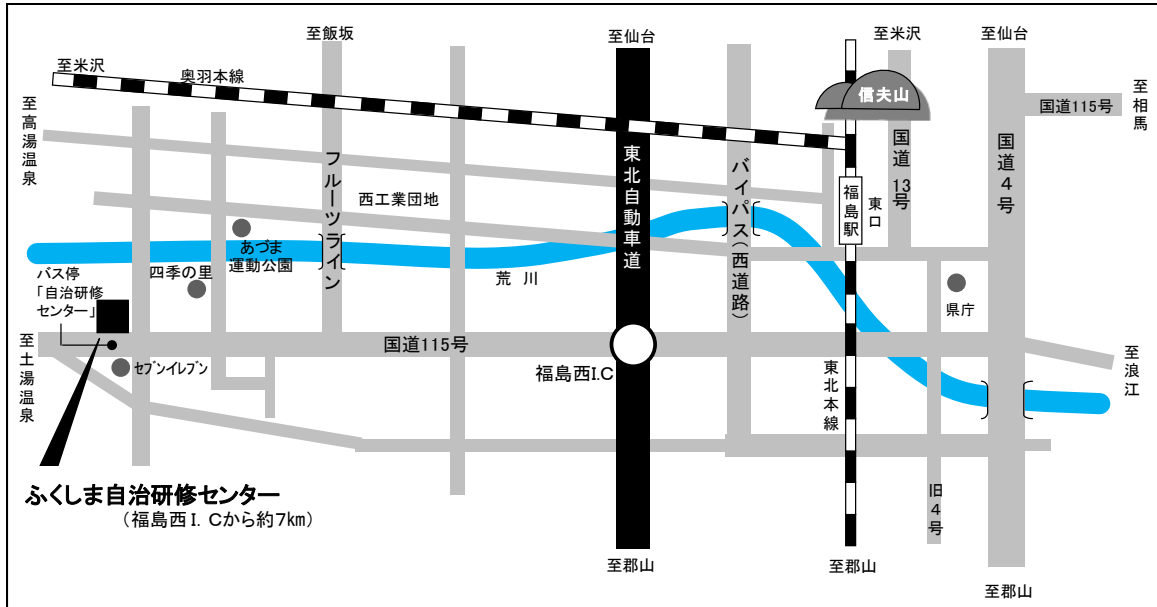 至飯坂
至仙台
至米沢
至仙台
至米沢
奥羽本線
至高湯温泉
信夫山
国道115号
至相馬
フルーツライン
東北自動車道
バイパス(西道路)
国道13号
国道4号
福島駅
東口
西工業団地
あづま
運動公園
四季の里
荒川
バス停
「自治研修
センター」
県庁
至土湯温泉
国道115号
セブンイレブン
福島西I.C
東北本線
至浪江
旧4号
ふくしま自治研修センター
(福島西I.Cから約7km)
至郡山
至郡山
至郡山